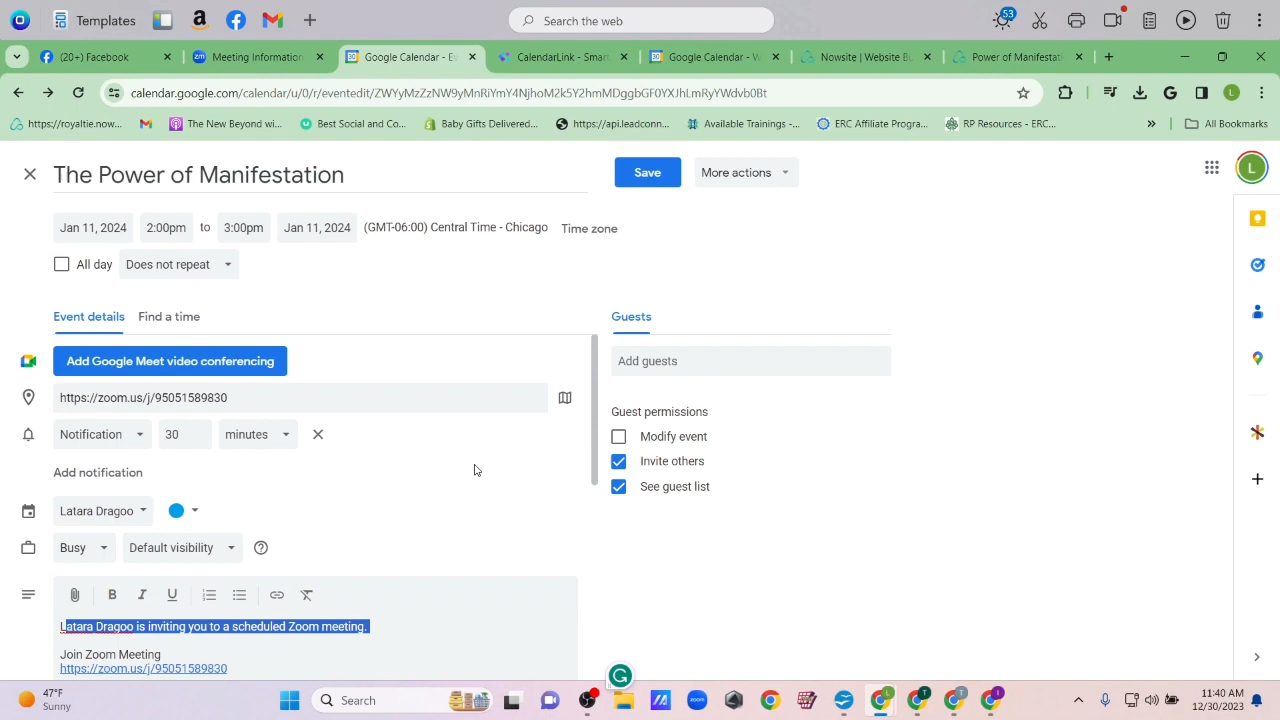 Templates
Search the web
53
(20+) Facebook
Meeting Information
Google Calendar - Ev
CalendarLink - Smart
Google Calendar - W
Nowsite | Website Bu
Power of Manifestati
calendar.google.com/calendar/u/0/r/eventedit/ZWYyMzZzNW9yMnRiYmY4NjhoM2k5Y2hmMDggbGF0YXJhLmRyYWdvb0Bt
https://royaltie.now...
The New Beyond wi...
Best Social and Co...
Baby Gifts Delivered...
https://api.leadconn...
Available Trainings -...
ERC Affiliate Progra...
RP Resources - ERC...
All Bookmarks
The Power of Manifestation
Save
More actions
L
Jan 11, 2024 2:00pm to 3:00pm Jan 11, 2024 (GMT-06:00) Central Time - Chicago Time zone
All day Does not repeat
Event details Find a time
Guests
Add Google Meet video conferencing
Add guests
https://zoom.us/j/95051589830
Guest permissions
Notification 30 minutes
Modify event
Invite others
Add notification
See guest list
Latara Dragoo
Busy Default visibility
B I U
Latara Dragoo is inviting you to a scheduled Zoom meeting.
Join Zoom Meeting
https://zoom.us/j/95051589830
47°F
Sunny
Search
11:40 AM
12/30/2023